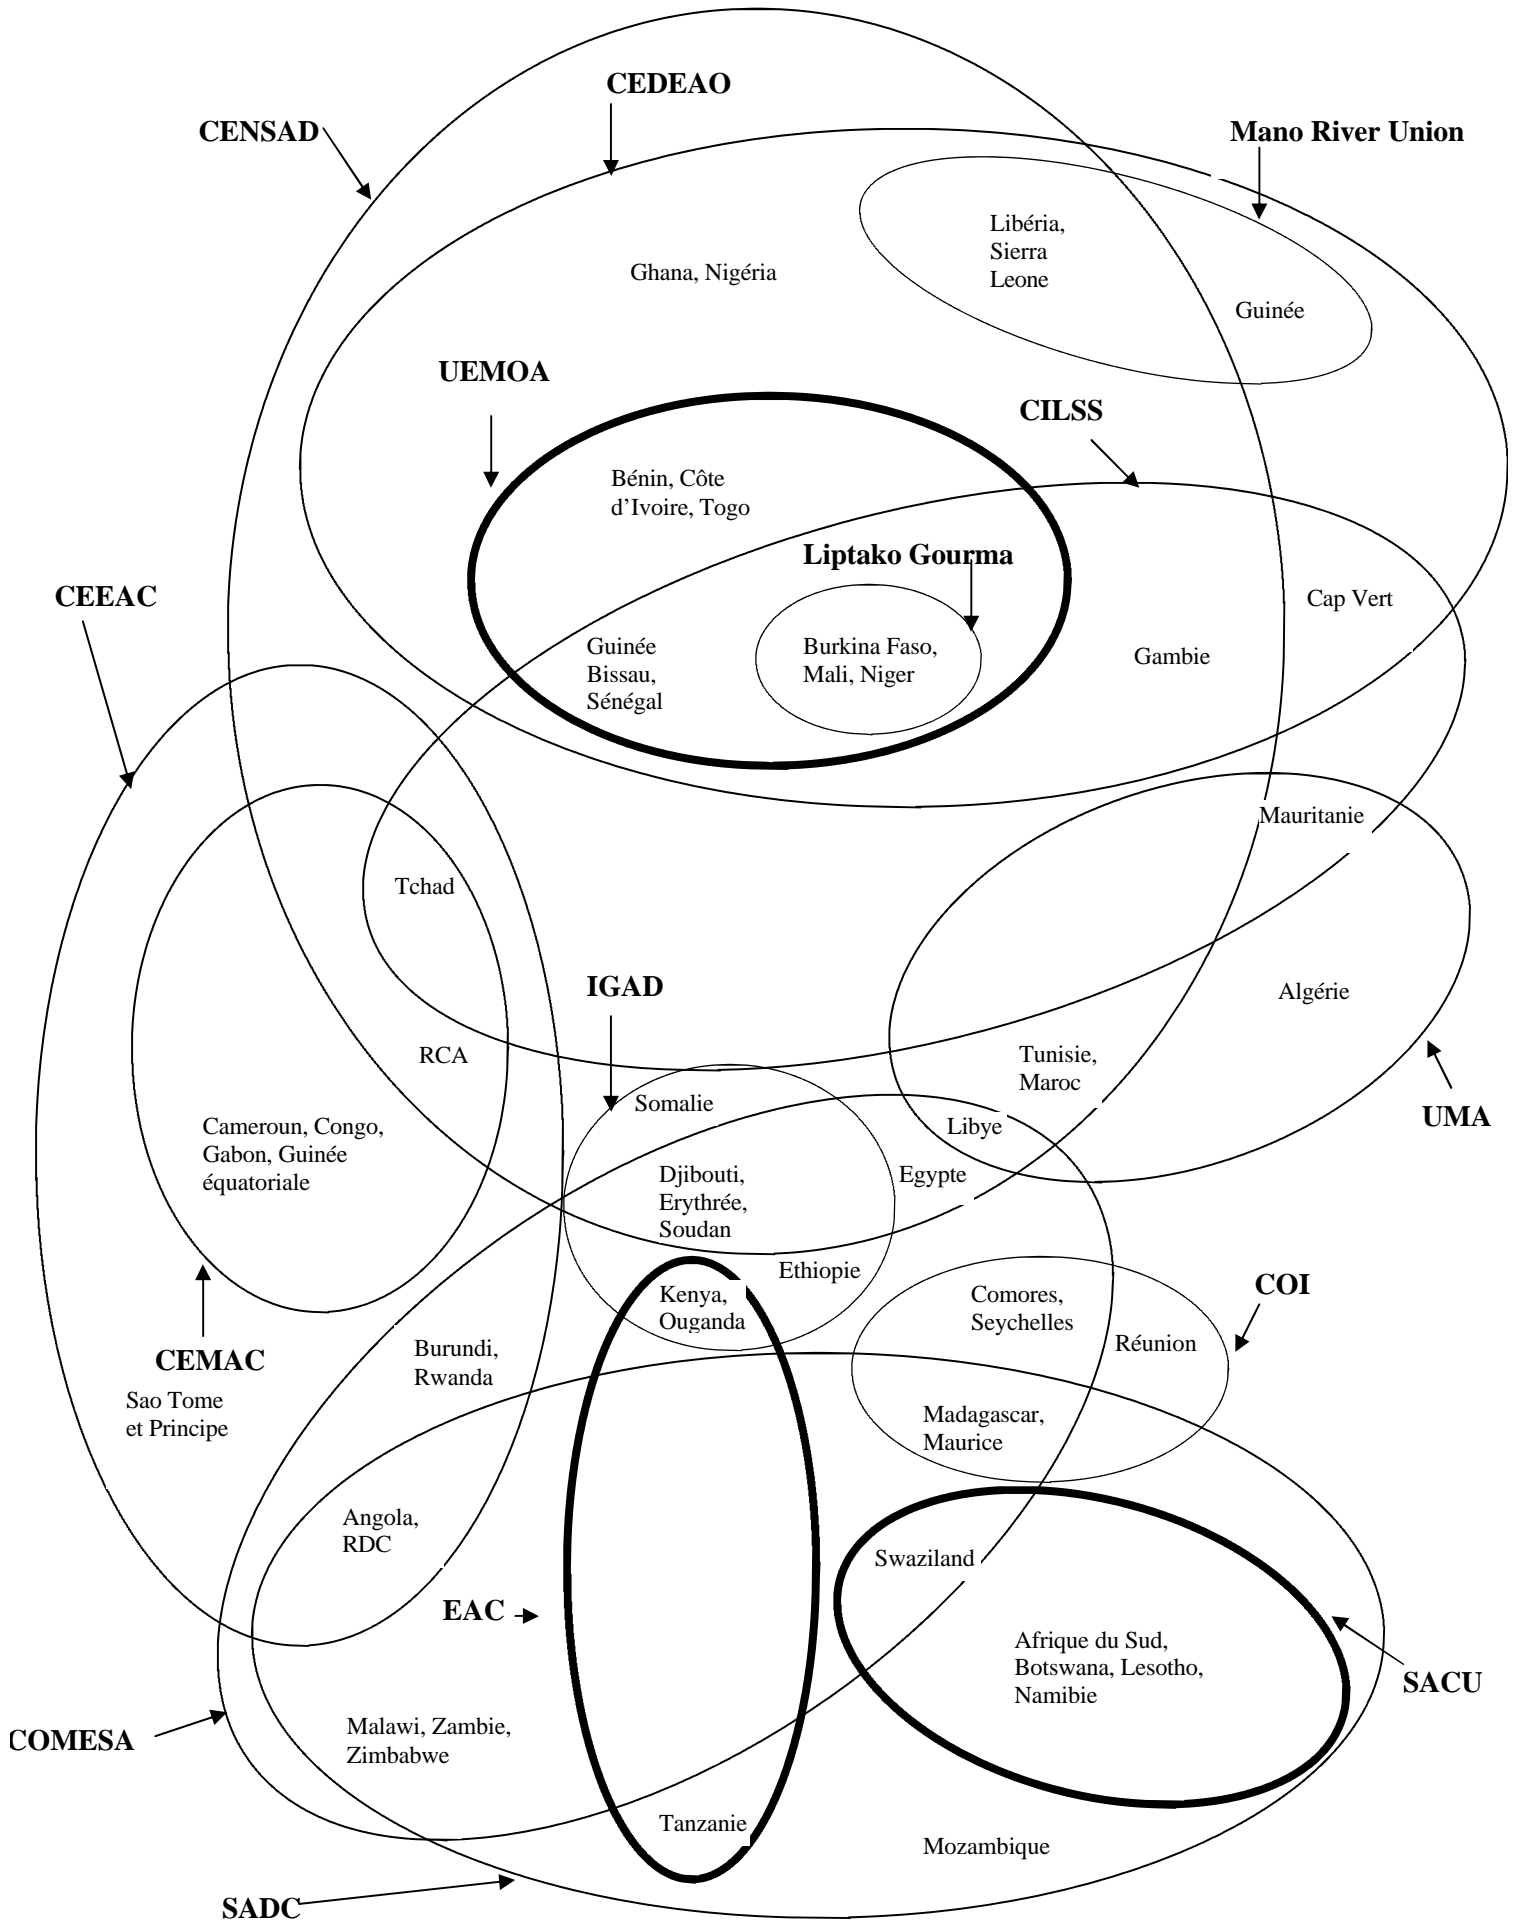 CEDEAO
CENSAD
Mano River Union
Libéria,
Sierra
Leone
Ghana, Nigéria
Guinée
UEMOA
CILSS
Bénin, Côte
d’Ivoire, Togo
Liptako Gourma
CEEAC
Cap Vert
Guinée
Bissau,
Sénégal
Burkina Faso,
Mali, Niger
Gambie
Mauritanie
Tchad
IGAD
Algérie
RCA
Tunisie,
Maroc
Somalie
UMA
Cameroun, Congo,
Gabon, Guinée
équatoriale
Libye
Djibouti,
Erythrée,
Soudan
Egypte
Ethiopie
Kenya,
Ouganda
Comores,
Seychelles
COI
Réunion
Burundi,
Rwanda
CEMAC
Sao Tome
et Principe
Madagascar,
Maurice
Angola,
RDC
Swaziland
EAC
Afrique du Sud,
Botswana, Lesotho,
Namibie
SACU
COMESA
Malawi, Zambie,
Zimbabwe
Tanzanie
Mozambique
SADC